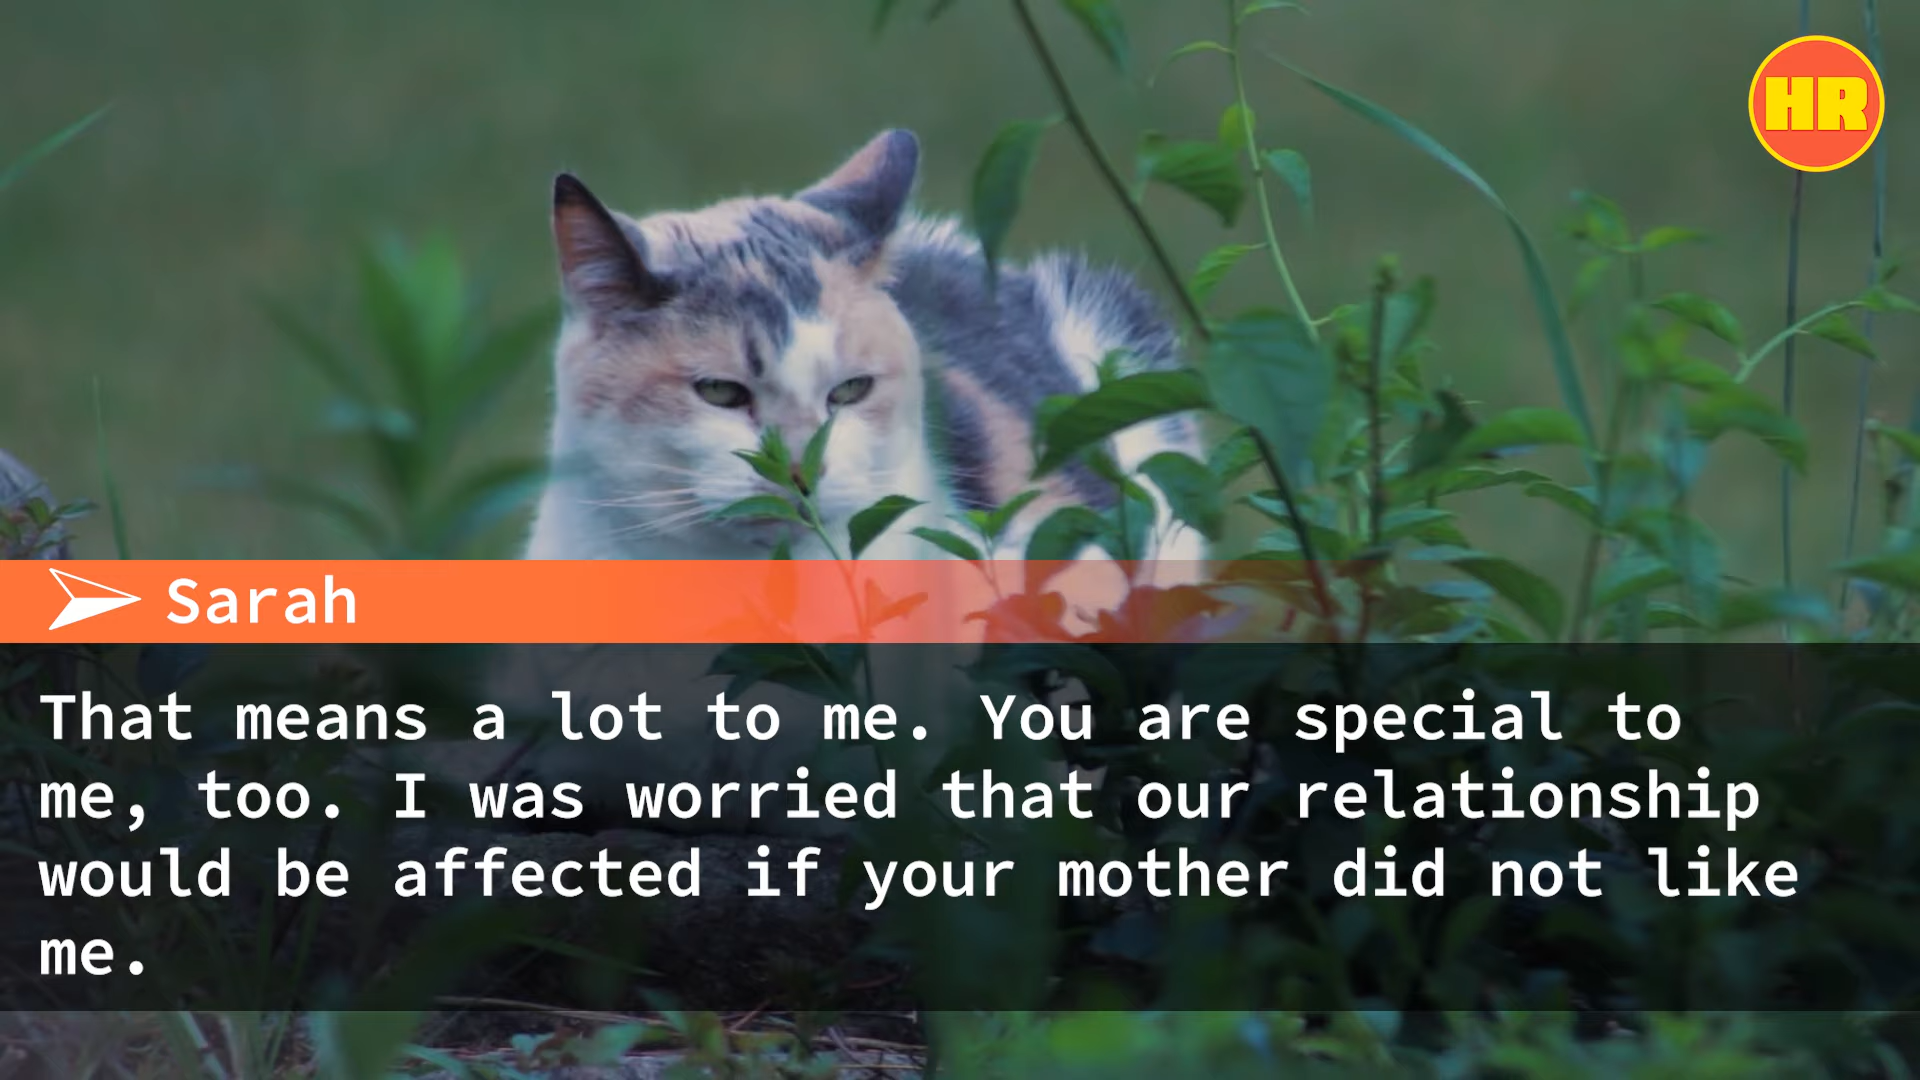 HR
Sarah
That means a lot to me. You are special to
me, too. I was worried that our relationship
would be affected if your mother did not like
me.